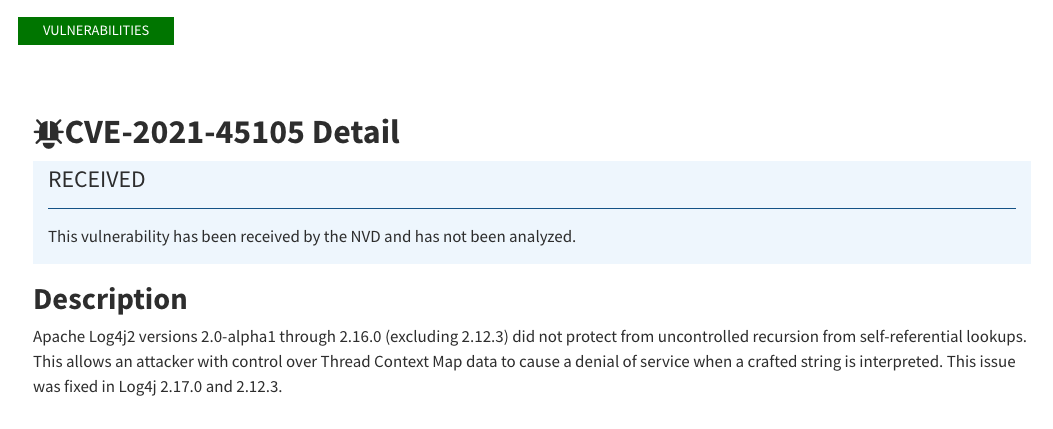 VULNERABILITIES
CVE-2021-45105 Detail
RECEIVED
This vulnerability has been received by the NVD and has not been analyzed.
Description
Apache Log4j2 versions 2.0-alpha1 through 2.16.0 (excluding 2.12.3) did not protect from uncontrolled recursion from self-referential lookups.
This allows an attacker with control over Thread Context Map data to cause a denial of service when a crafted string is interpreted. This issue
was fixed in Log4j 2.17.0 and 2.12.3.